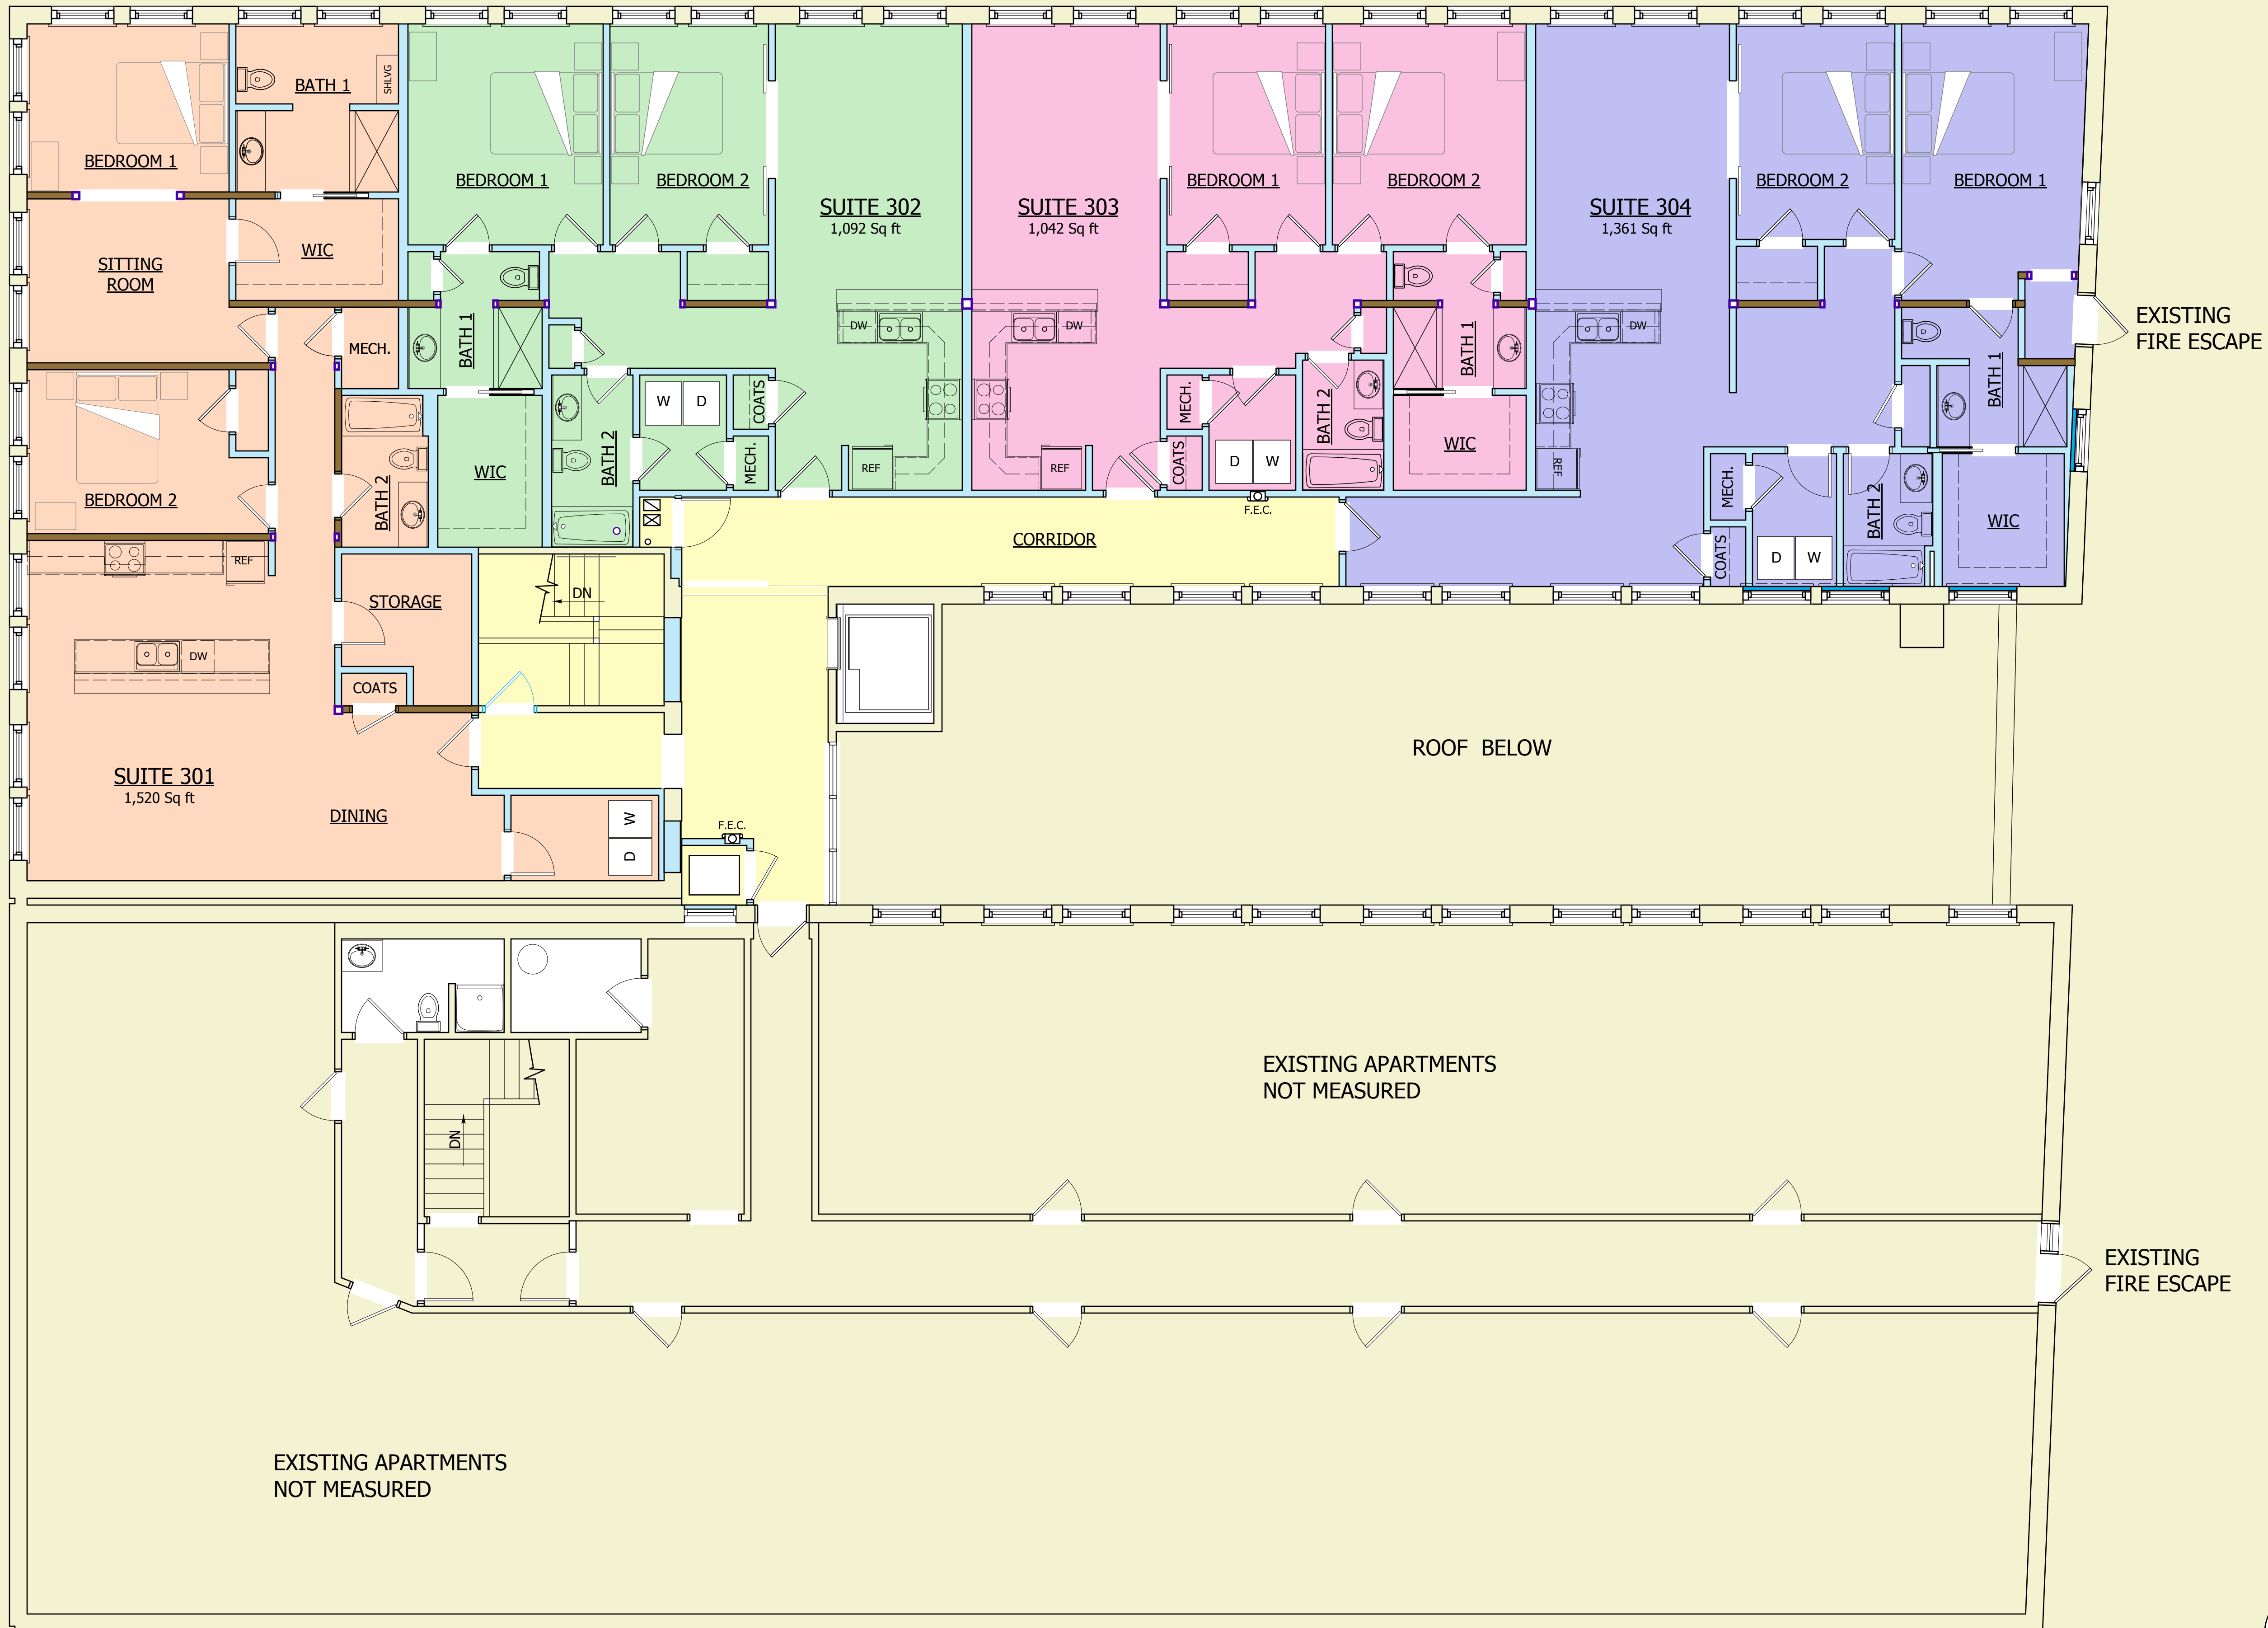 BATH 1
SHLVG
BEDROOM 1
WIC
SITTING
ROOM
MECH.
BEDROOM 2
BATH 2
REF
STORAGE
DW
COATS
SUITE 301
1,520 Sq ft
DINING
W
D
BEDROOM 1
BEDROOM 2
SUITE 302
1,092 Sq ft
BATH 1
DW
W
D
COATS
WIC
BATH 2
MECH.
REF
SUITE 303
1,042 Sq ft
BEDROOM 1
BEDROOM 2
DW
BATH 1
MECH.
BATH 2
WIC
REF
COATS
D
W
SUITE 304
1,361 Sq ft
BEDROOM 2
BEDROOM 1
DW
BATH 1
REF
MECH.
BATH 2
WIC
COATS
D
W
EXISTING
FIRE ESCAPE
F.E.C.
CORRIDOR
DN
F.E.C.
ROOF BELOW
EXISTING APARTMENTS
NOT MEASURED
DN
EXISTING
FIRE ESCAPE
EXISTING APARTMENTS
NOT MEASURED